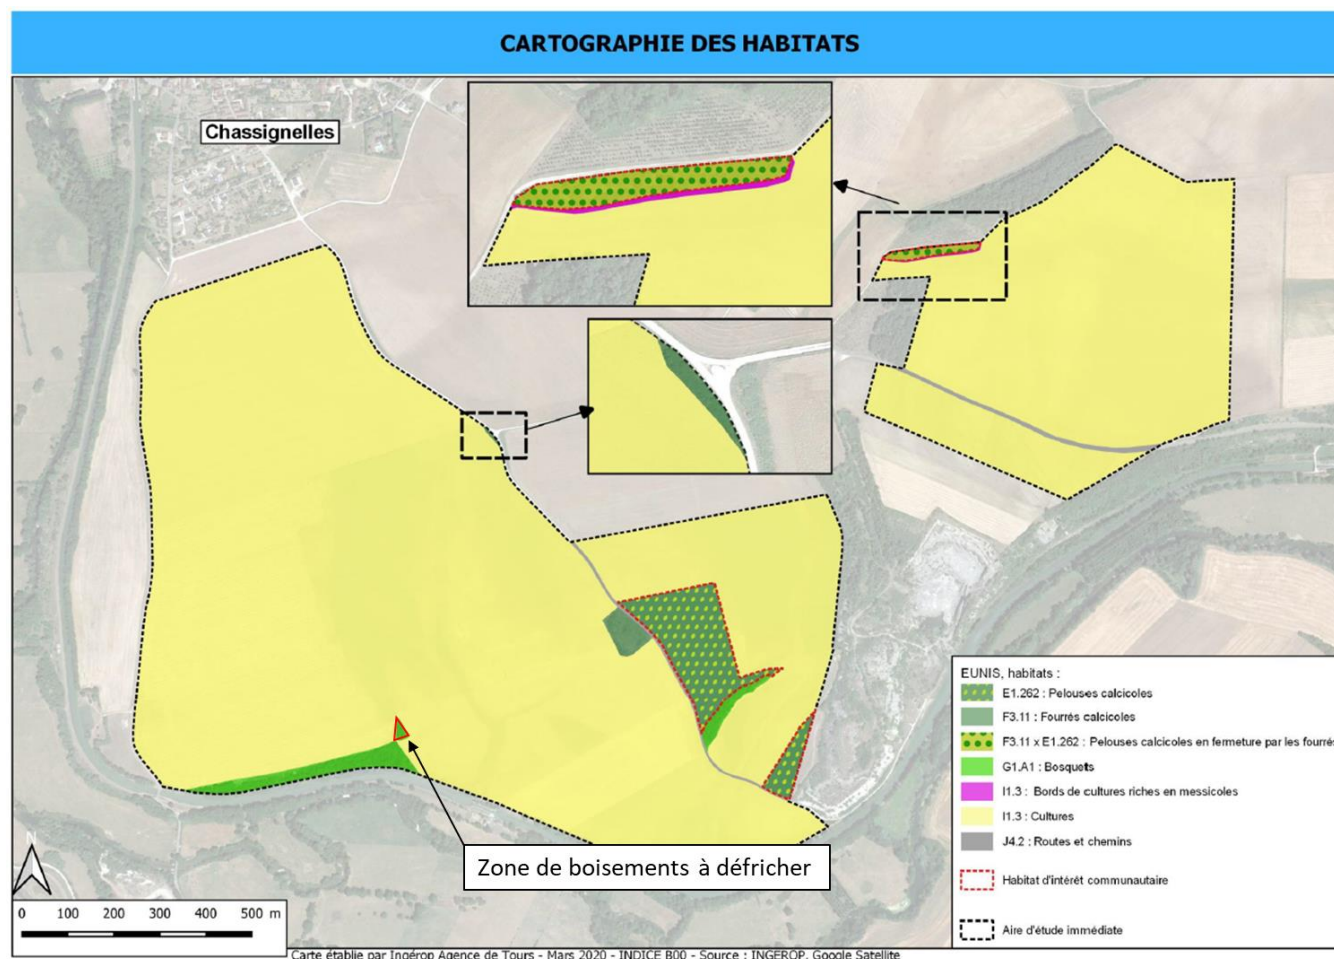 CARTOGRAPHIE DES HABITATS
Chassignelles
EUNIS, habitats :
E1.262 : Pelouses calcicoles
F3.11 : Fourrés calcicoles
F3.11 x E1.262 : Pelouses calcicoles en fermeture par les fourrés
G1.A1 : Bosquets
I1.3 : Bords de cultures riches en messicoles
I1.3 : Cultures
J4.2 : Routes et chemins
Habitat d'intérêt communautaire
Aire d'étude immédiate
Zone de boisements à défricher
N
0 100 200 300 400 500 m
Carte établie par Ingérop Agence de Tours - Mars 2020 - INDICE B00 - Source : INGEROP, Google Satellite